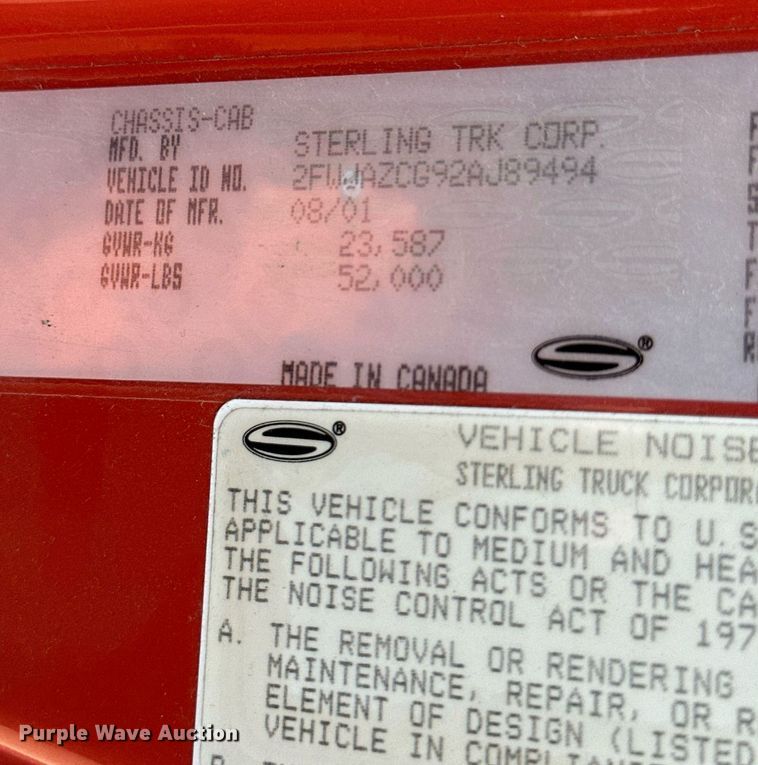 CHASSIS-CAB
MFD. BY STERLING TRK CORP.
VEHICLE ID NO. 2FWJAZCG92AJ89494
DATE OF MFR. 08/01
GVWR-KG 23,587
GVWR-LBS 52,000
MADE IN CANADA
S®
S®
VEHICLE NOISE
STERLING TRUCK CORPOR
THIS VEHICLE CONFORMS TO U.S
APPLICABLE TO MEDIUM AND HEA
THE FOLLOWING ACTS OR THE CA
THE NOISE CONTROL ACT OF 197
A. THE REMOVAL OR RENDERING
MAINTENANCE, REPAIR, OR R
ELEMENT OF DESIGN (LISTED
VEHICLE IN COMPLIANCE
Purple Wave Auction